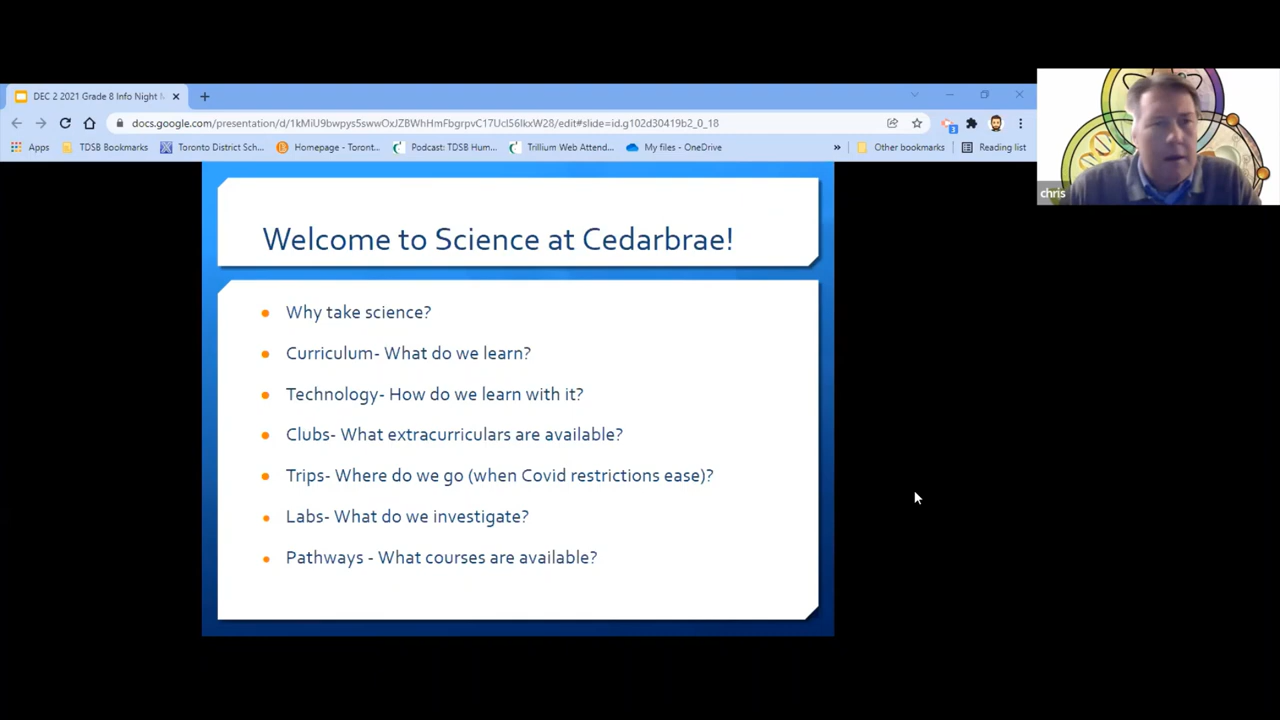 DEC 2 2021 Grade 8 Info Night
docs.google.com/presentation/d/1kMiU9bwpys5swwOxJZBWhHmFbgrpvC17UcI56IkxW28/edit#slide=id.g102d30419b2_0_18
3
Apps TDSB Bookmarks Toronto District Sch... Homepage - Toront... Podcast: TDSB Hum... Trillium Web Attend... My files - OneDrive » Other bookmarks Reading list
chris
Welcome to Science at Cedarbrae!
Why take science?
Curriculum- What do we learn?
Technology- How do we learn with it?
Clubs- What extracurriculars are available?
Trips- Where do we go (when Covid restrictions ease)?
Labs- What do we investigate?
Pathways - What courses are available?